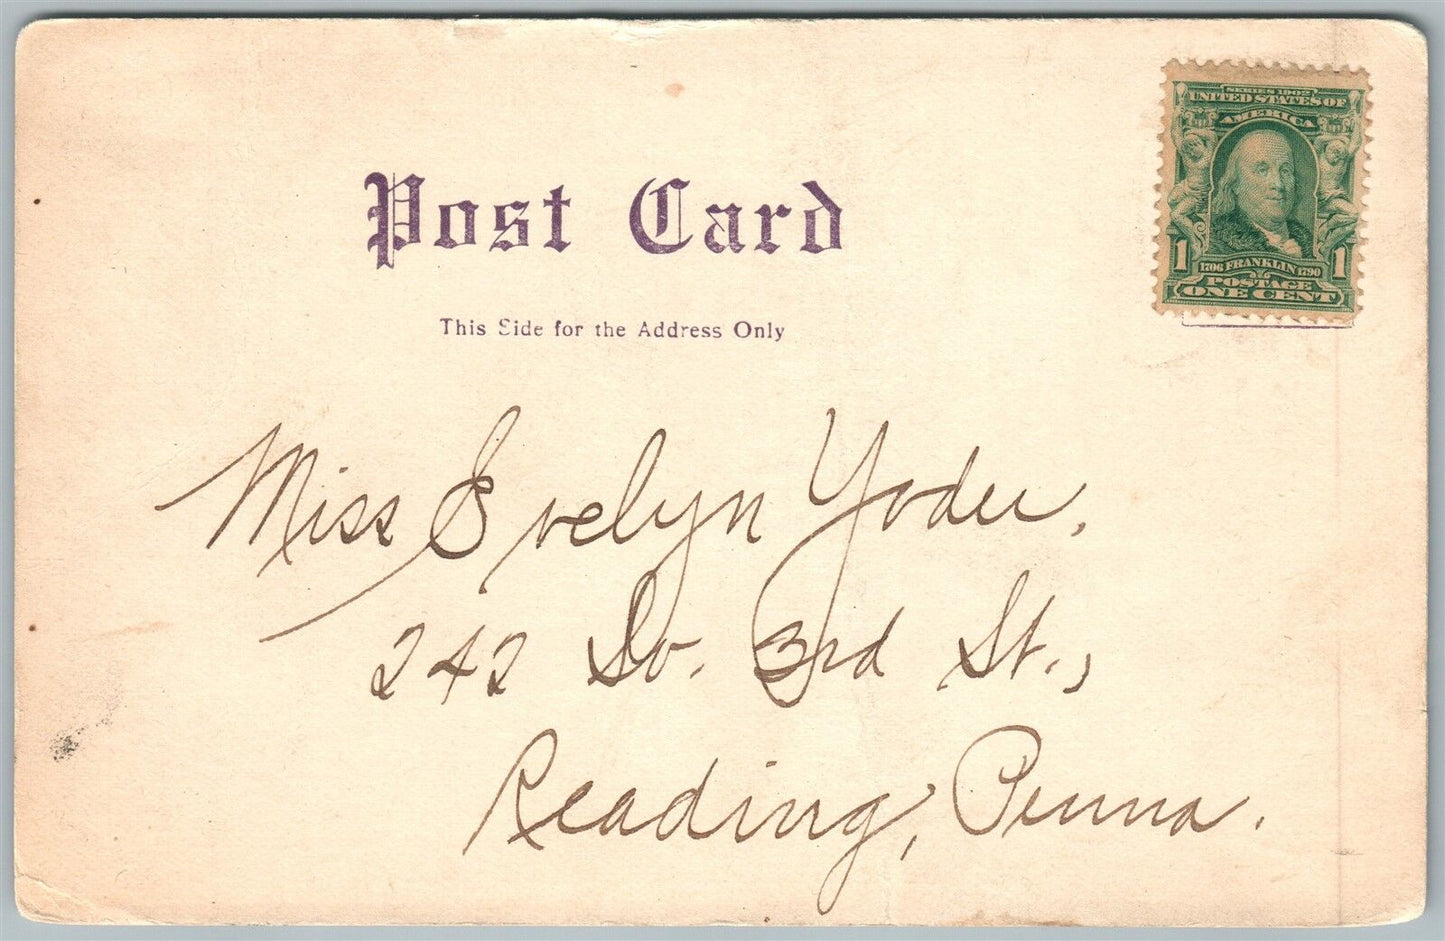 Post Card
This Side for the Address Only
SERIES 1902
UNITED STATES OF
AMERICA
1 1706 FRANKLIN 1790 1
POSTAGE
ONE CENT
Miss Evelyn Yoder,
242 So. 3rd St.,
Reading, Penna.